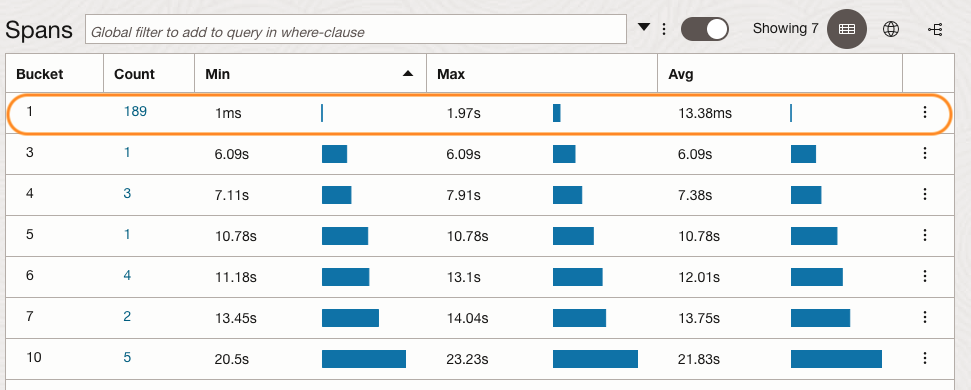 Spans Global filter to add to query in where-clause Showing 7
Bucket Count Min Max Avg
1 189 1ms 1.97s 13.38ms
3 1 6.09s 6.09s 6.09s
4 3 7.11s 7.91s 7.38s
5 1 10.78s 10.78s 10.78s
6 4 11.18s 13.1s 12.01s
7 2 13.45s 14.04s 13.75s
10 5 20.5s 23.23s 21.83s